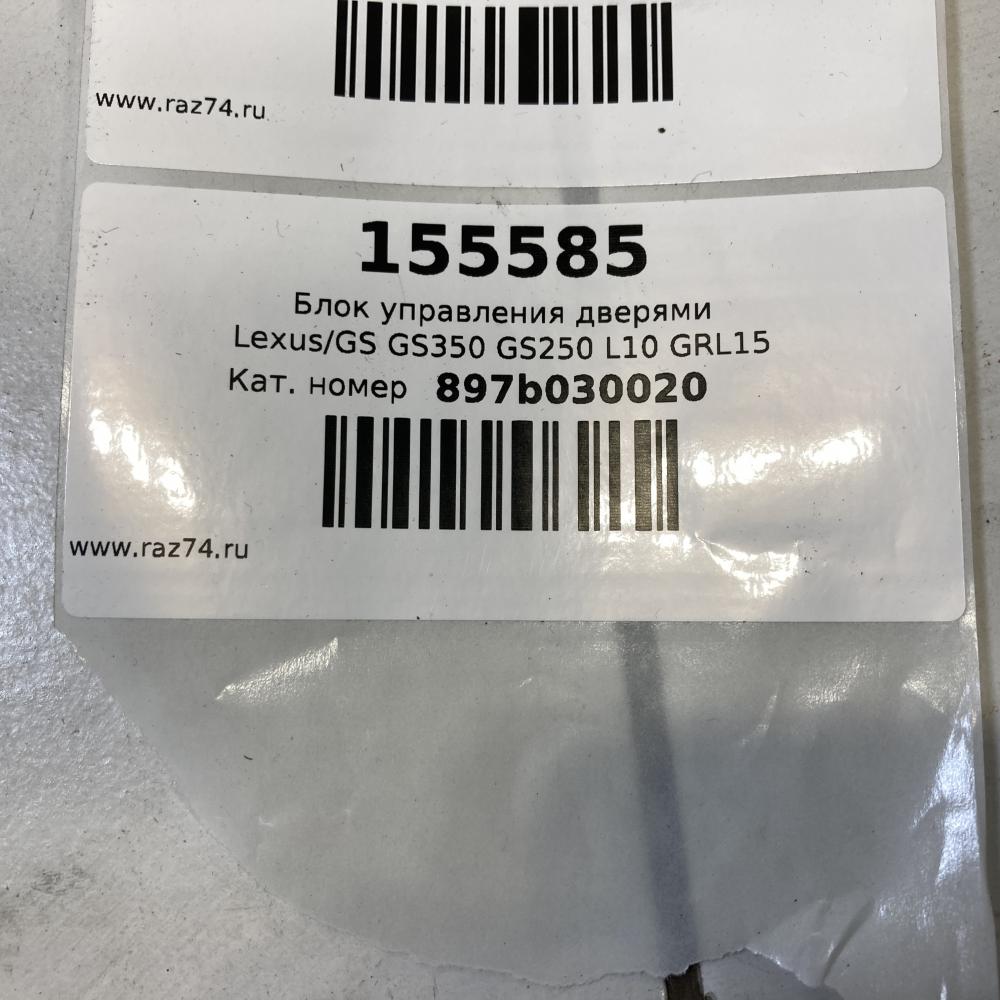 www.raz74.ru
155585
Блок управления дверями
Lexus/GS GS350 GS250 L10 GRL15
Кат. номер 897b030020
www.raz74.ru